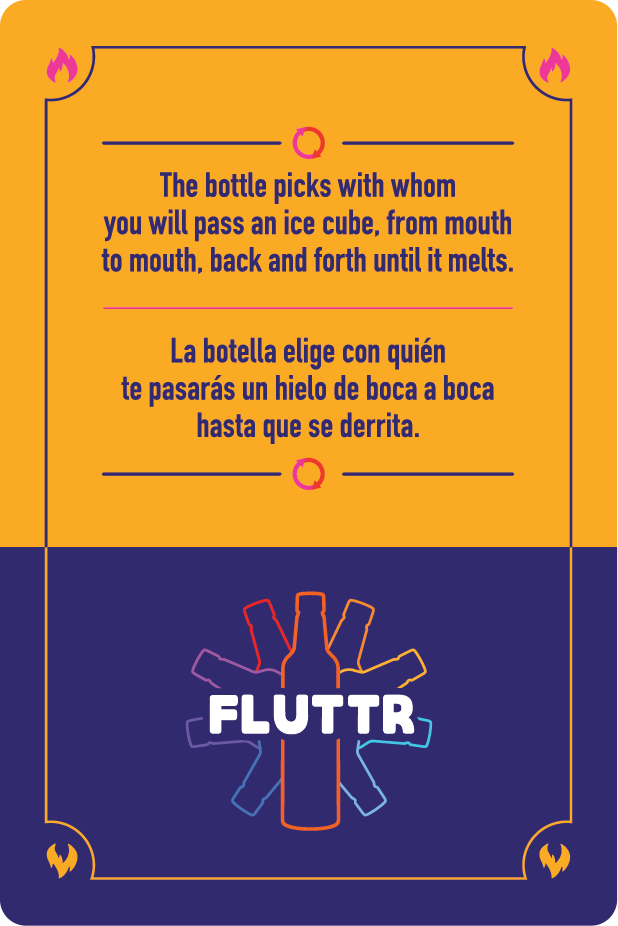 The bottle picks with whom
you will pass an ice cube, from mouth
to mouth, back and forth until it melts.
La botella elige con quién
te pasarás un hielo de boca a boca
hasta que se derrita.
FLUTTR